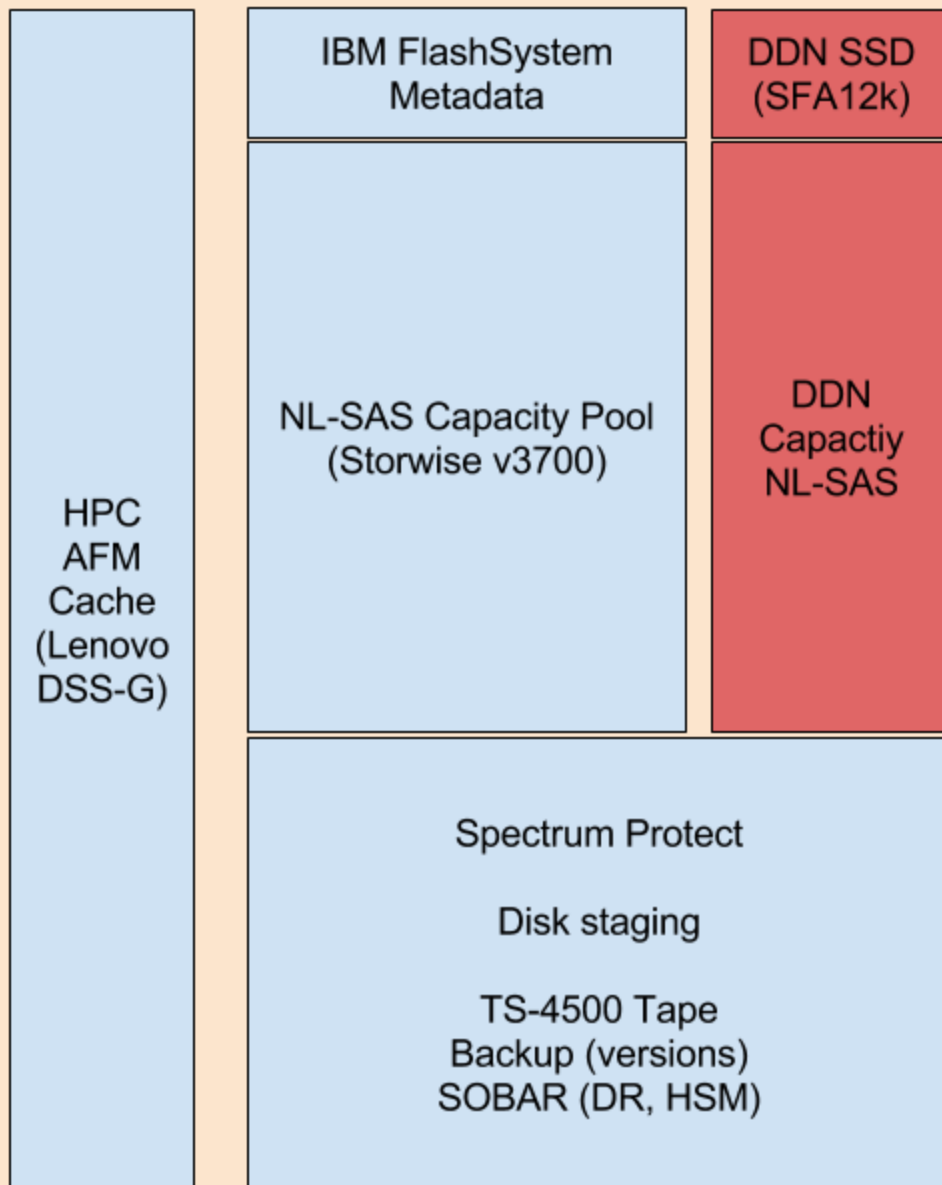 HPC
AFM
Cache
(Lenovo
DSS-G)
IBM FlashSystem
Metadata
NL-SAS Capacity Pool
(Storwise v3700)
DDN SSD
(SFA12k)
DDN
Capactiy
NL-SAS
Spectrum Protect
Disk staging
TS-4500 Tape
Backup (versions)
SOBAR (DR, HSM)